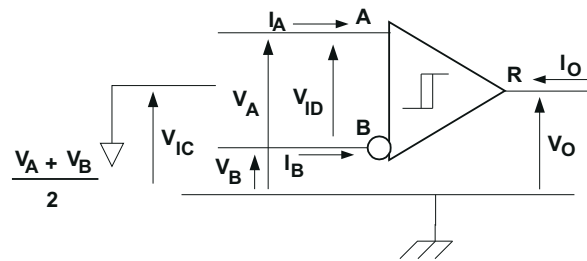 I_A
A
V_A
V_ID
V_IC
B
I_B
V_B
V_A + V_B
2
R
I_O
V_O